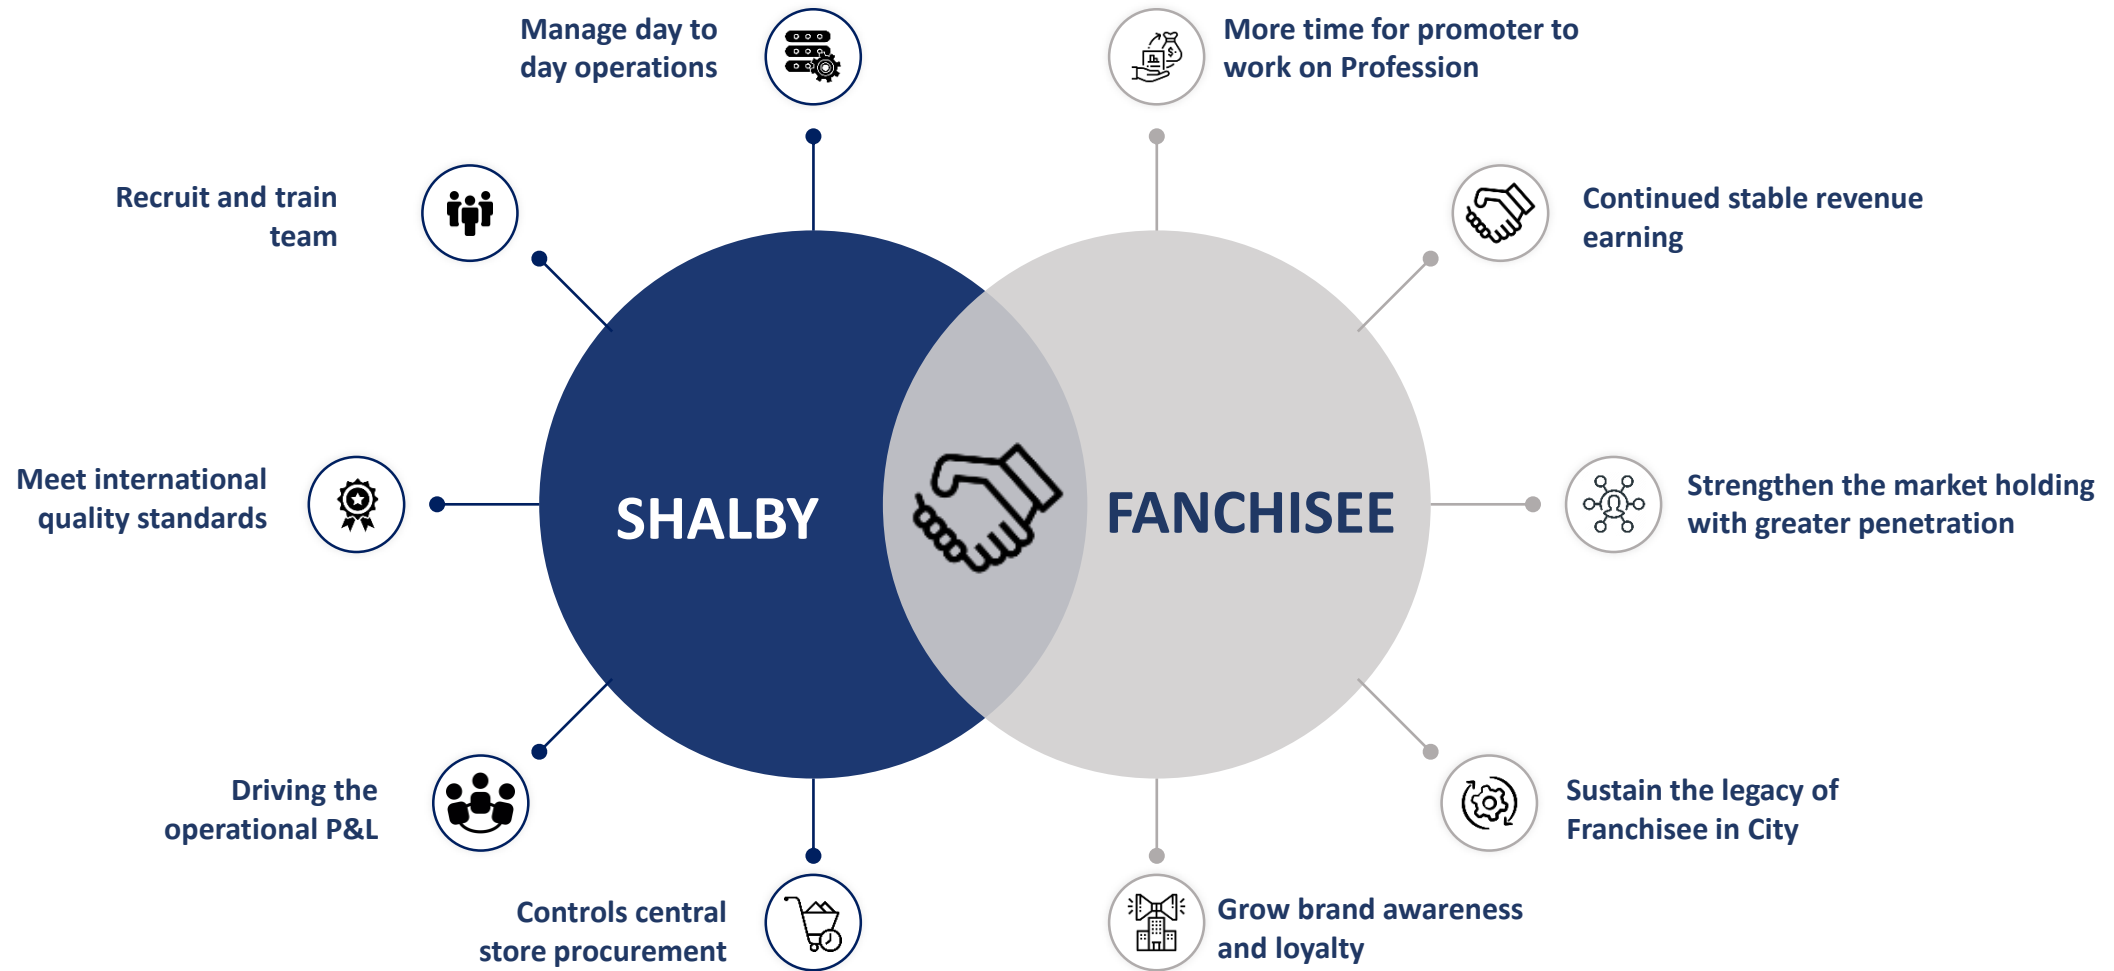 Manage day to
day operations
More time for promoter to
work on Profession
Recruit and train
team
Continued stable revenue
earning
Meet international
quality standards
SHALBY
FANCHISEE
Strengthen the market holding
with greater penetration
Driving the
operational P&L
Sustain the legacy of
Franchisee in City
Controls central
store procurement
Grow brand awareness
and loyalty